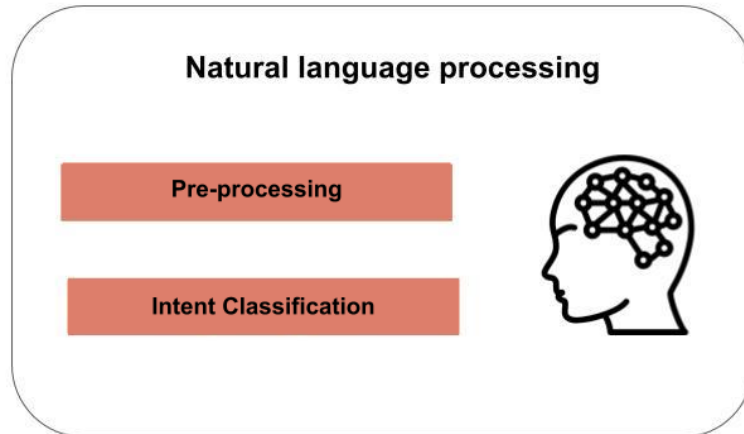 Natural language processing
Pre-processing
Intent Classification